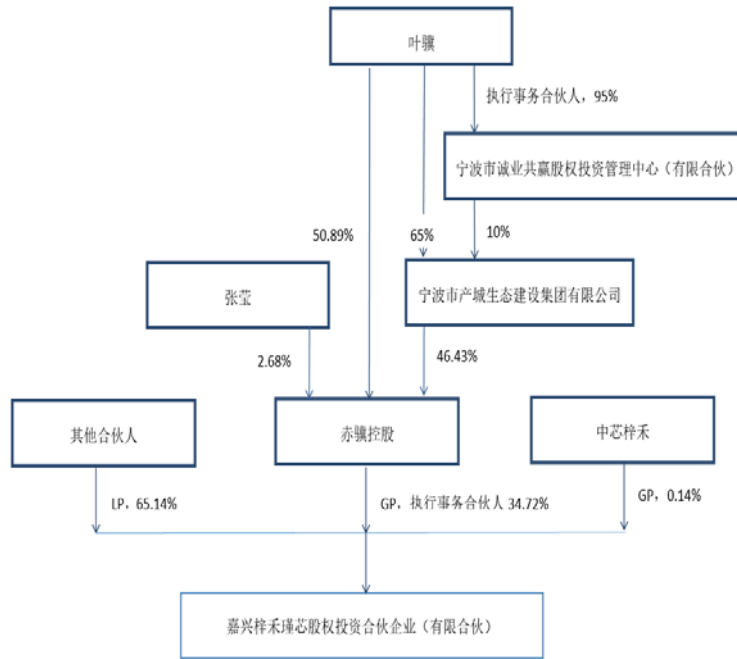 叶骥
执行事务合伙人，95%
宁波市诚业共赢股权投资管理中心（有限合伙）
50.89%
65%
10%
张莹
宁波市产城生态建设集团有限公司
2.68%
46.43%
其他合伙人
赤骥控股
中芯梓禾
LP，65.14%
GP，执行事务合伙人 34.72%
GP，0.14%
嘉兴梓禾瑾芯股权投资合伙企业（有限合伙）